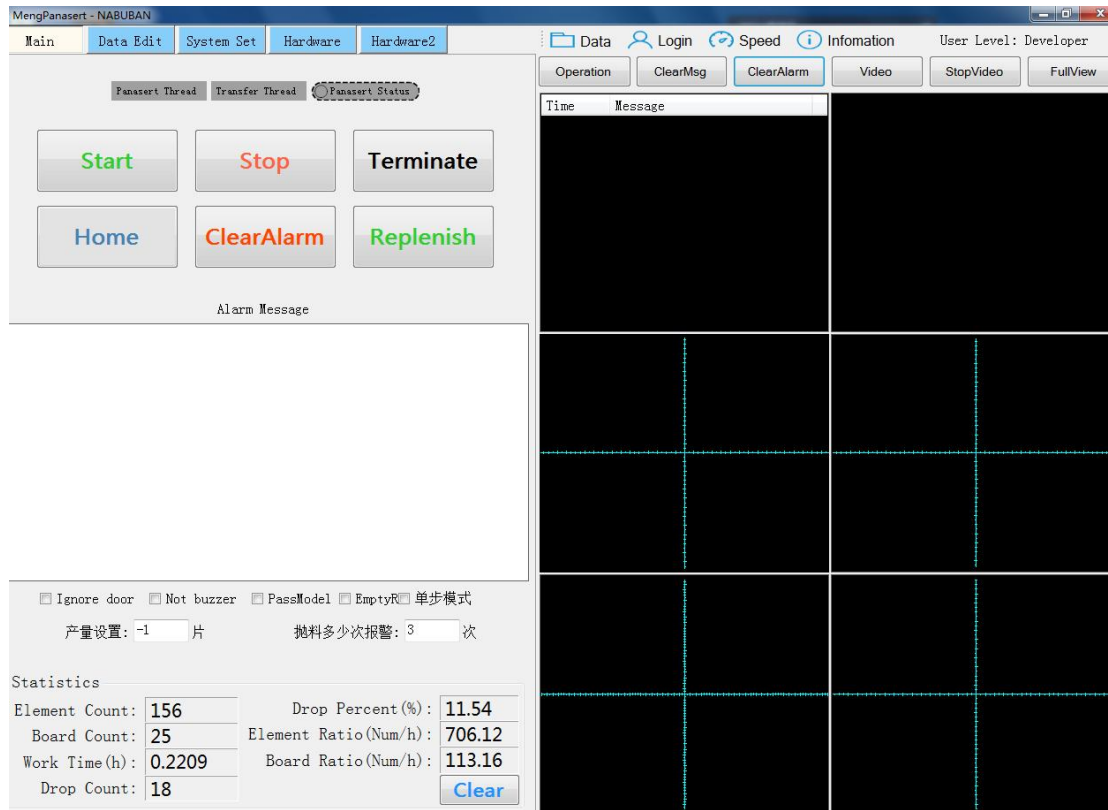 MengPanasert - NABUBAN
Main Data Edit System Set Hardware Hardware2
Data Login Speed Infomation User Level: Developer
Operation ClearMsg ClearAlarm Video StopVideo FullView
Panasert Thread Transfer Thread Panasert Status
Time Message
Start Stop Terminate
Home ClearAlarm Replenish
Alarm Message
Ignore door Not buzzer PassModel EmptyR 单步模式
产量设置: -1 片 抛料多少次报警: 3 次
Statistics
Element Count: 156 Drop Percent(%): 11.54
Board Count: 25 Element Ratio(Num/h): 706.12
Work Time(h): 0.2209 Board Ratio(Num/h): 113.16
Drop Count: 18 Clear